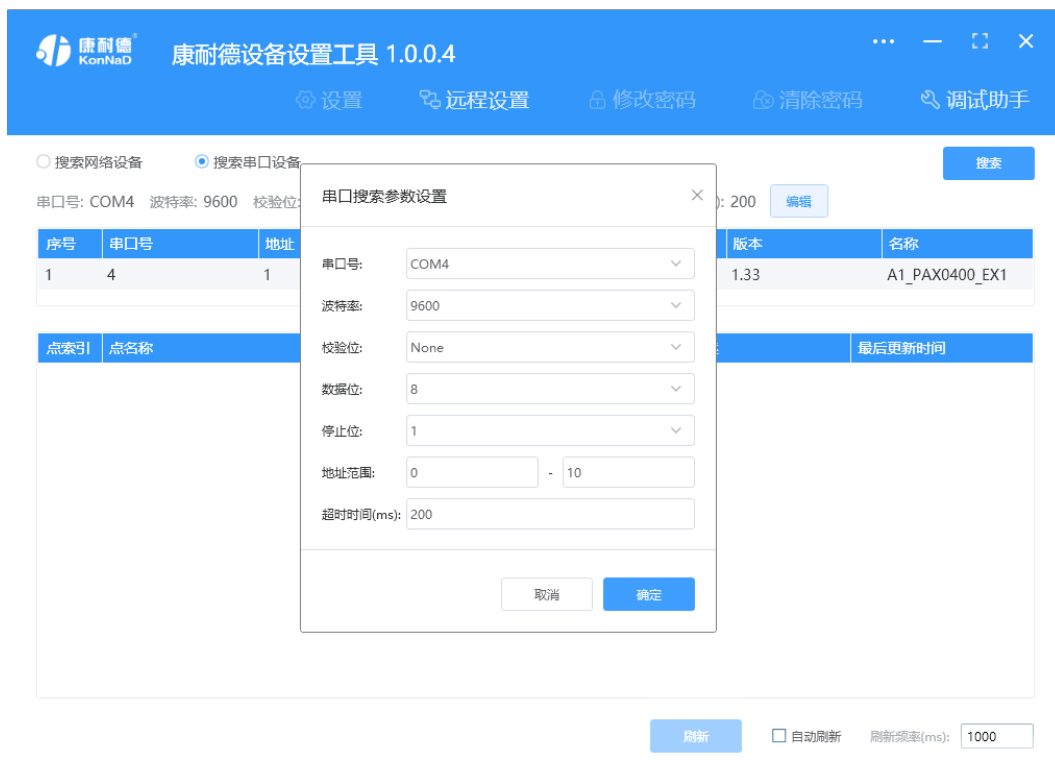 康耐德
KonNaD
康耐德设备设置工具 1.0.0.4
设置 远程设置 修改密码 清除密码 调试助手
搜索网络设备 搜索串口设备 搜索
串口号: COM4 波特率: 9600 校验位: ): 200 编辑
序号 串口号 地址 版本 名称
1 4 1 1.33 A1_PAX0400_EX1
点索引 点名称 最后更新时间
串口搜索参数设置
串口号: COM4
波特率: 9600
校验位: None
数据位: 8
停止位: 1
地址范围: 0 - 10
超时时间(ms): 200
取消 确定
刷新 自动刷新 刷新频率(ms): 1000